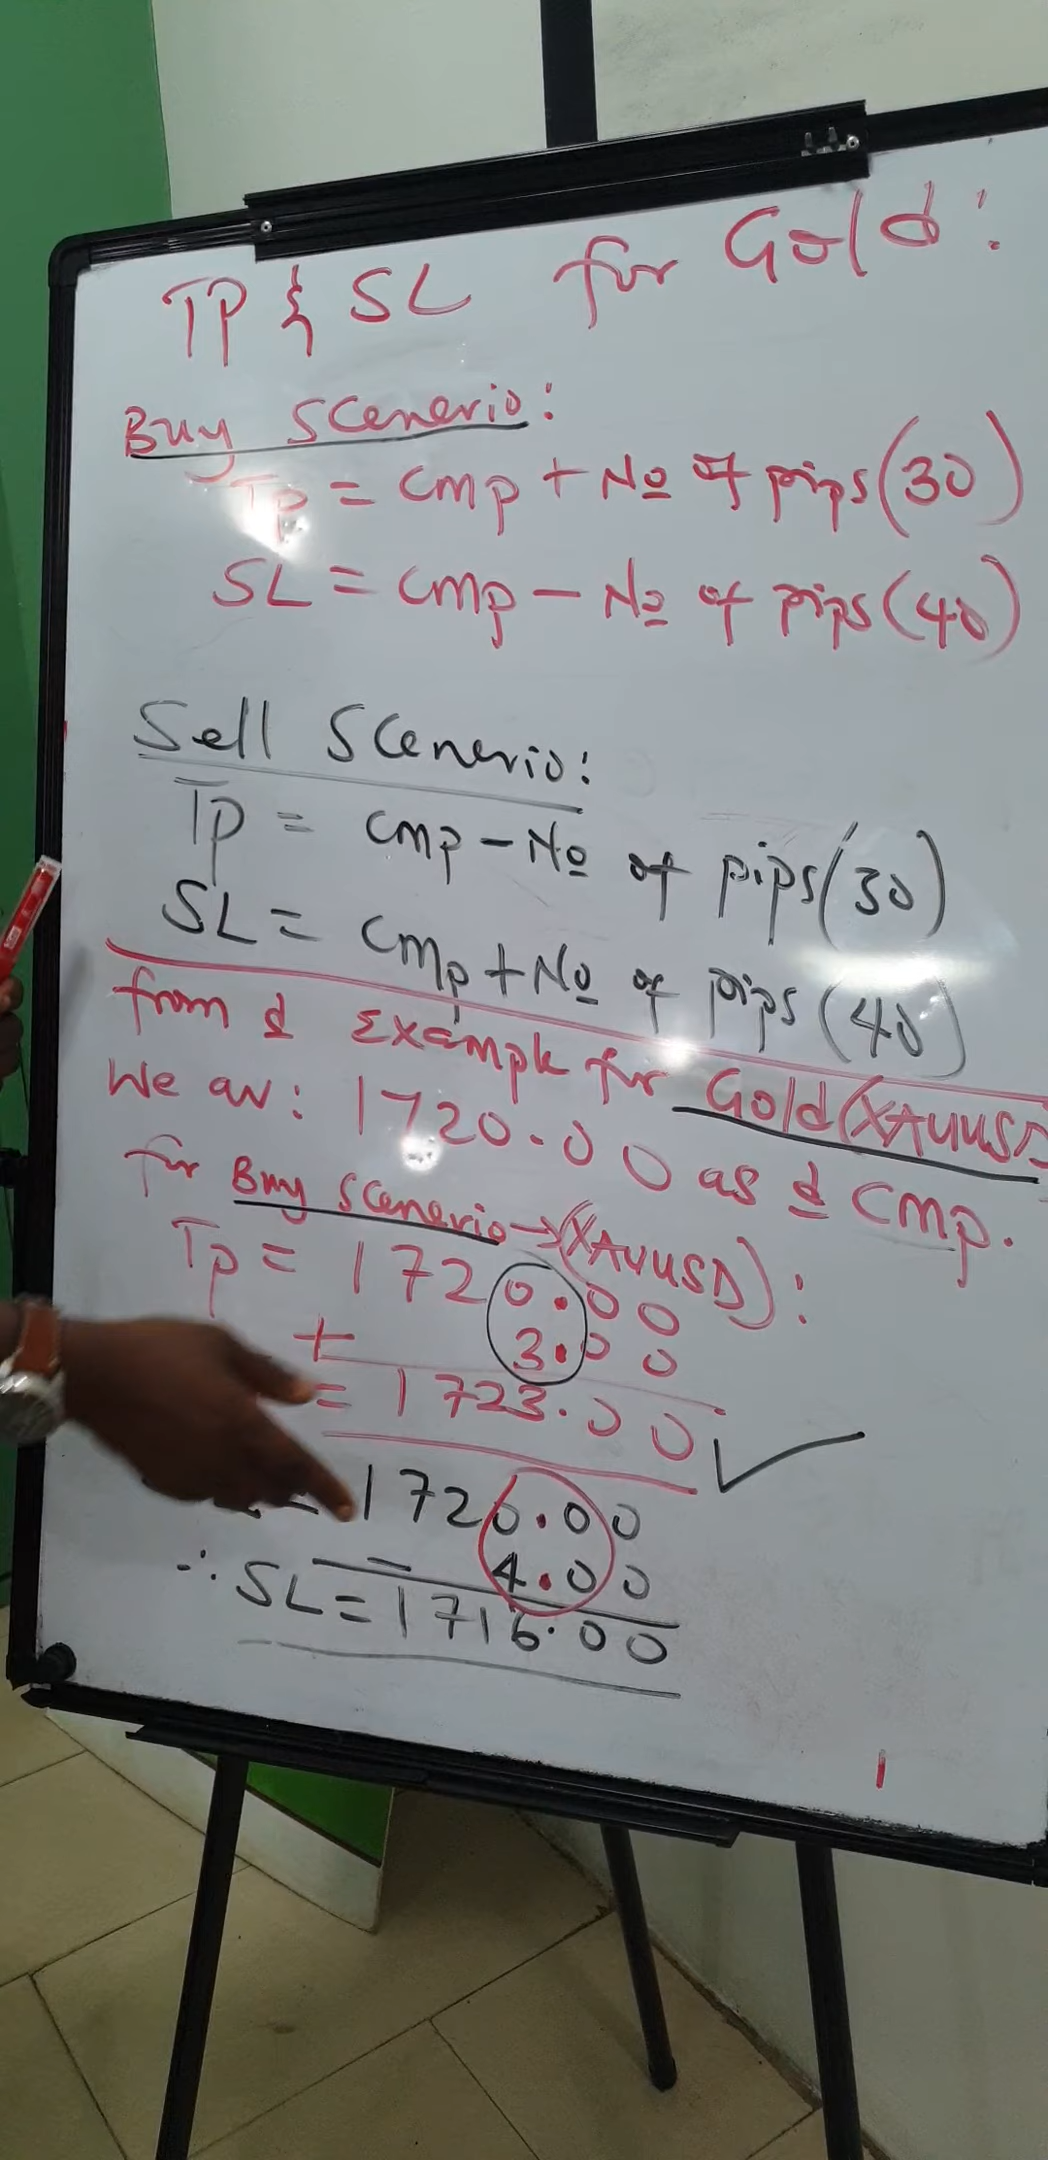 TP & SL for Gold:
Buy Scenerio:
Tp = Cmp + No of pips (30)
SL = Cmp - No of pips (40)
Sell Scenerio:
Tp = Cmp - No of pips (30)
SL = Cmp + No of pips (40)
from d Example for Gold (XAUUSD
We av: 1720.00 as d Cmp.
for Buy Scenerio → (XAUUSD):
Tp = 1720.00
+ 3.00
= 1723.00 ✓
= 1720.00
- 4.00
∴ SL = 1716.00